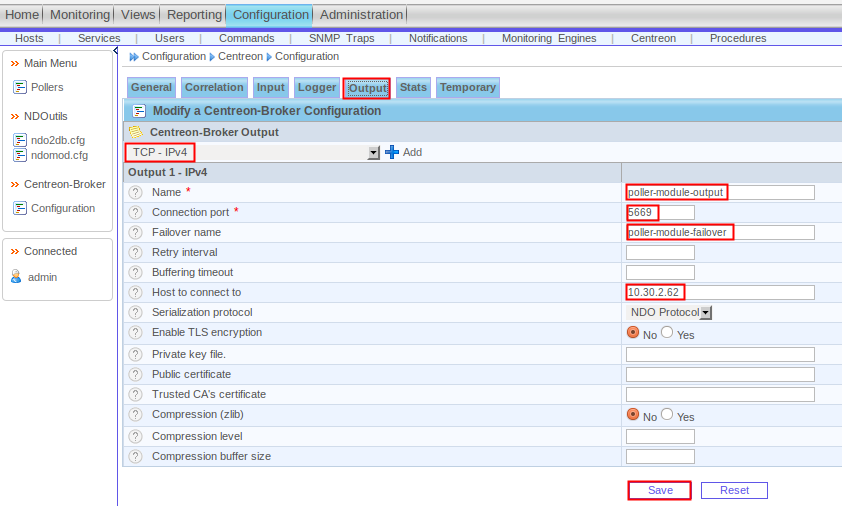 Home Monitoring Views Reporting Configuration Administration
Hosts | Services | Users | Commands | SNMP Traps | Notifications | Monitoring Engines | Centreon | Procedures
Main Menu
Pollers
NDOutils
ndo2db.cfg
ndomod.cfg
Centreon-Broker
Configuration
Connected
admin
Configuration Centreon Configuration
General Correlation Input Logger Output Stats Temporary
Modify a Centreon-Broker Configuration
Centreon-Broker Output
TCP - IPv4 Add
Output 1 - IPv4
? Name * poller-module-output
? Connection port * 5669
? Failover name poller-module-failover
? Retry interval
? Buffering timeout
? Host to connect to 10.30.2.62
? Serialization protocol NDO Protocol
? Enable TLS encryption No Yes
? Private key file.
? Public certificate
? Trusted CA's certificate
? Compression (zlib) No Yes
? Compression level
? Compression buffer size
Save Reset